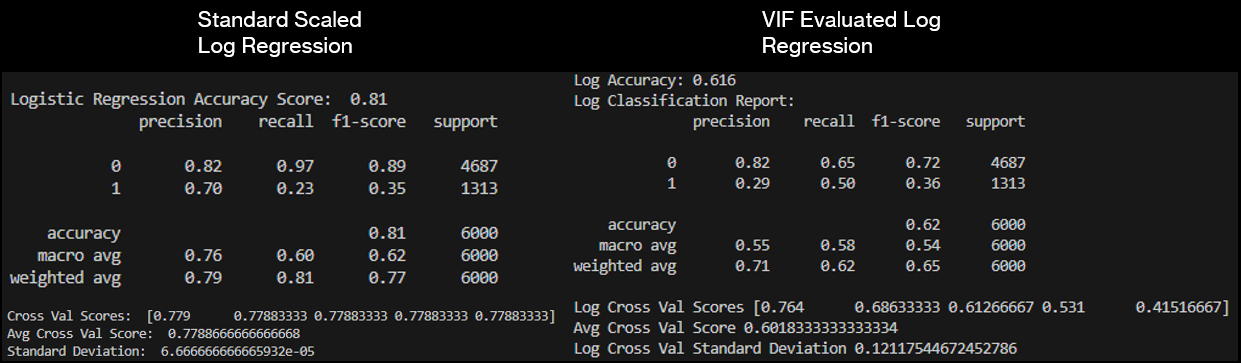 Standard Scaled
Log Regression
Logistic Regression Accuracy Score:  0.81
precision recall f1-score support
0 0.82 0.97 0.89 4687
1 0.70 0.23 0.35 1313
accuracy 0.81 6000
macro avg 0.76 0.60 0.62 6000
weighted avg 0.79 0.81 0.77 6000
Cross Val Scores:  [0.779 0.77883333 0.77883333 0.77883333 0.77883333]
Avg Cross Val Score:  0.7788666666666668
Standard Deviation:  6.666666666665932e-05
VIF Evaluated Log
Regression
Log Accuracy: 0.616
Log Classification Report:
precision recall f1-score support
0 0.82 0.65 0.72 4687
1 0.29 0.50 0.36 1313
accuracy 0.62 6000
macro avg 0.55 0.58 0.54 6000
weighted avg 0.71 0.62 0.65 6000
Log Cross Val Scores [0.764 0.68633333 0.61266667 0.531 0.41516667]
Avg Cross Val Score 0.6018333333333334
Log Cross Val Standard Deviation 0.12117544672452786